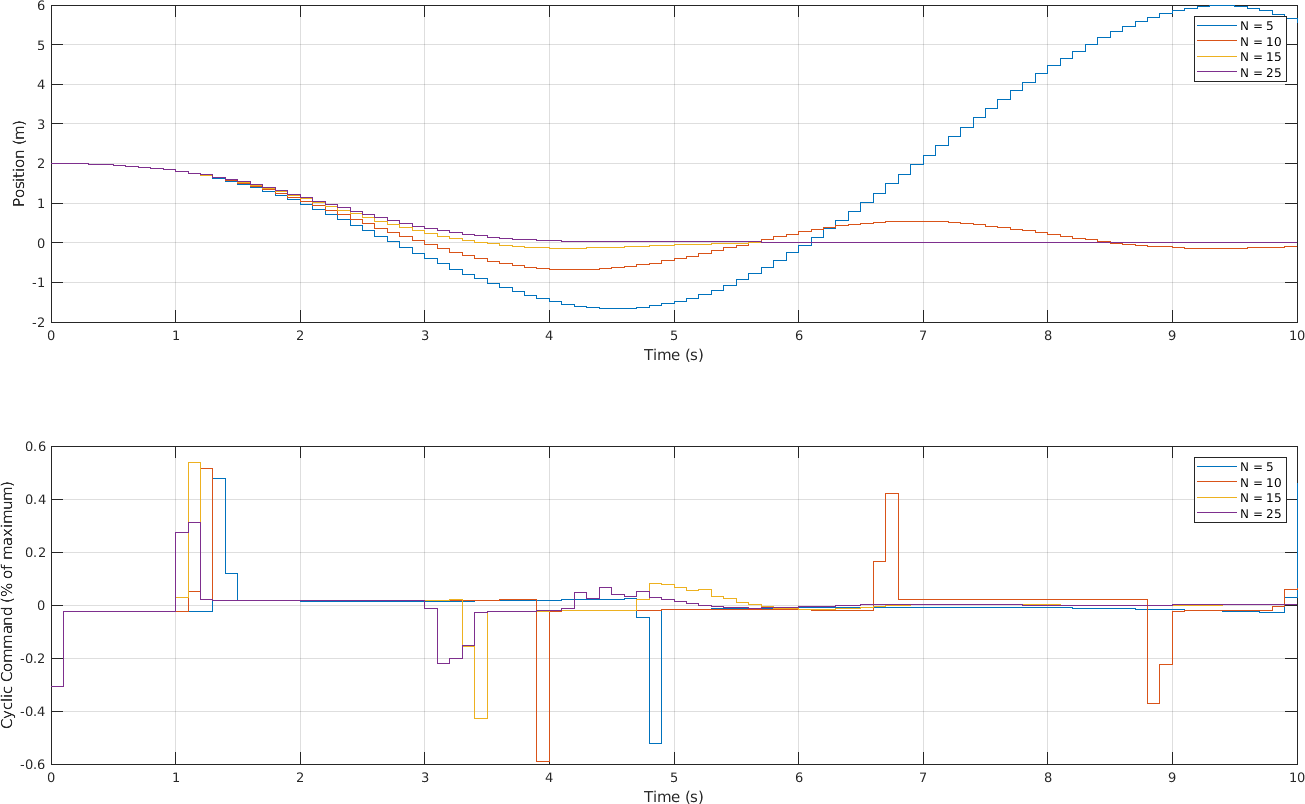 6
5
4
3
2
1
0
-1
-2
Position (m)
N = 5
N = 10
N = 15
N = 25
0 1 2 3 4 5 6 7 8 9 10
Time (s)
0.6
0.4
0.2
0
-0.2
-0.4
-0.6
Cyclic Command (% of maximum)
N = 5
N = 10
N = 15
N = 25
0 1 2 3 4 5 6 7 8 9 10
Time (s)